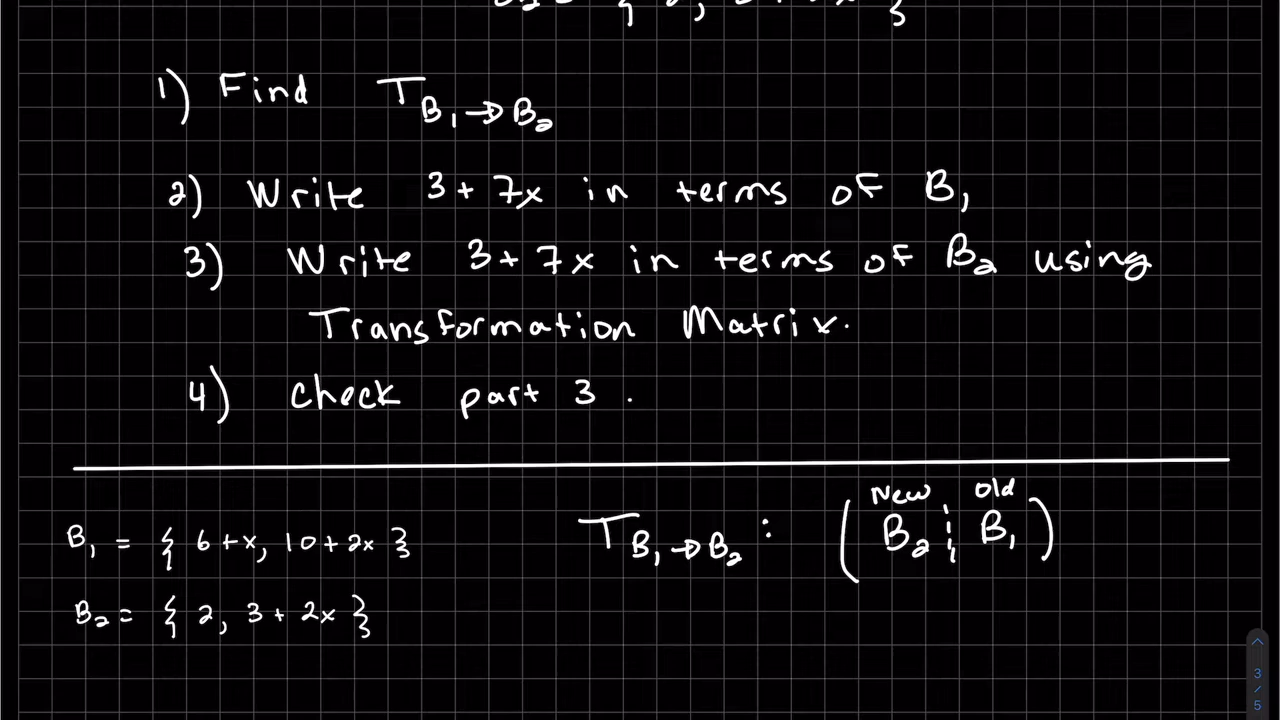 1) Find T B₁→B₂
2) Write 3+7x in terms of B₁
3) Write 3+7x in terms of B₂ using
Transformation Matrix.
4) check part 3.
B₁ = { 6+x, 10+2x }
B₂ = { 2, 3+2x }
New Old
T B₁→B₂ : ( B₂ ¦ B₁ )
3
/
5